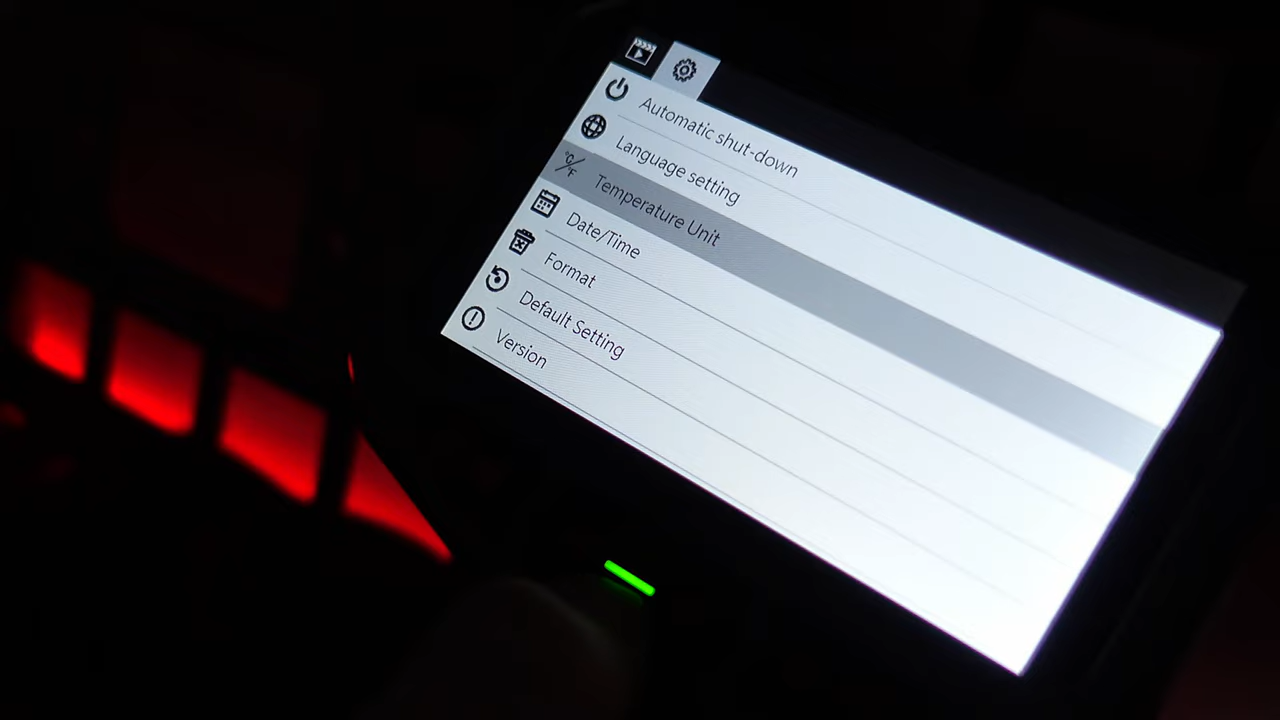 Automatic shut-down
Language setting
°C/°F Temperature Unit
Date/Time
Format
Default Setting
Version